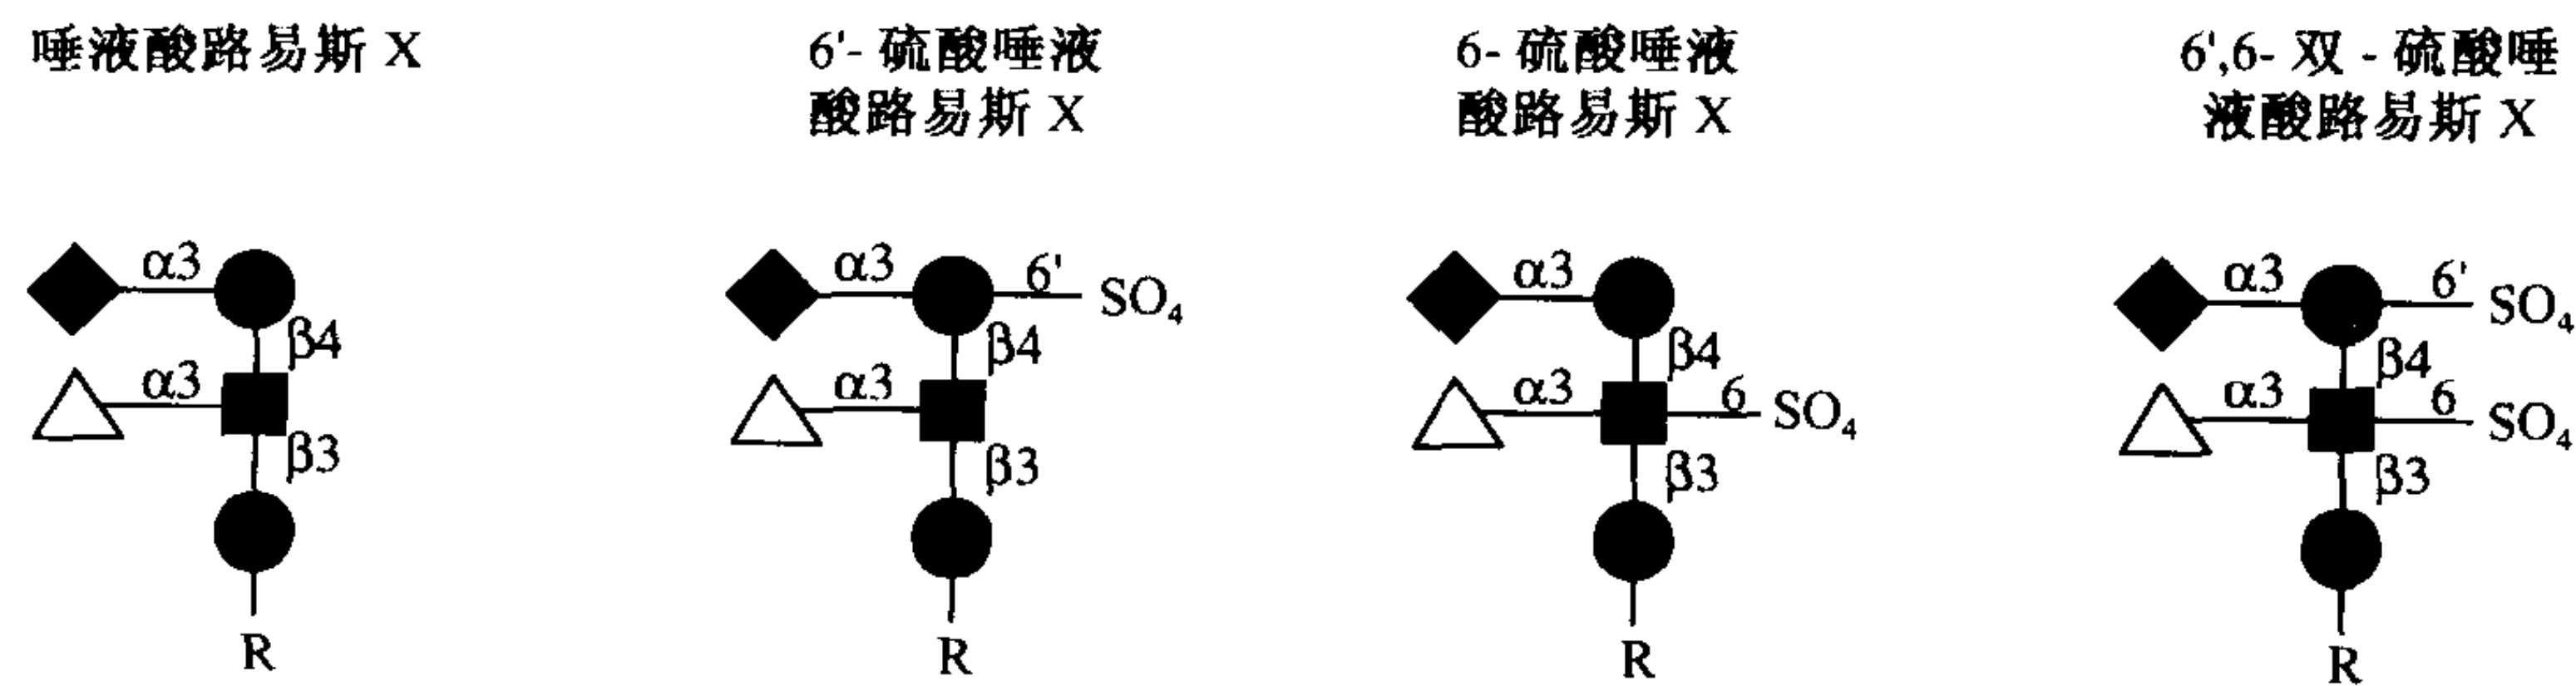 唾液酸路易斯 X
6'- 硫酸唾液
酸路易斯 X
6- 硫酸唾液
酸路易斯 X
6',6- 双 - 硫酸唾
液酸路易斯 X
α3
β4
α3
β3
R
α3
6'
SO₄
β4
α3
β3
R
α3
β4
α3
6
SO₄
β3
R
α3
6'
SO₄
β4
α3
6
SO₄
β3
R